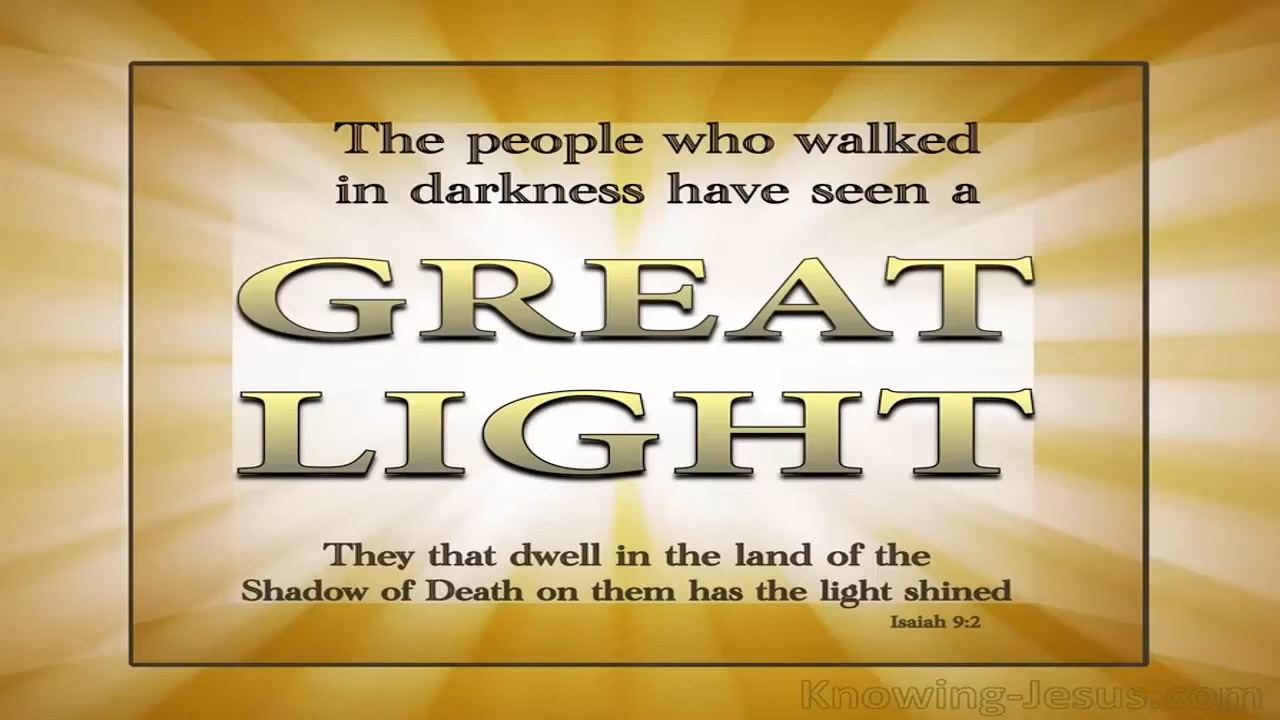 The people who walked
in darkness have seen a
GREAT
LIGHT
They that dwell in the land of the
Shadow of Death on them has the light shined
Isaiah 9:2
Knowing-Jesus.com